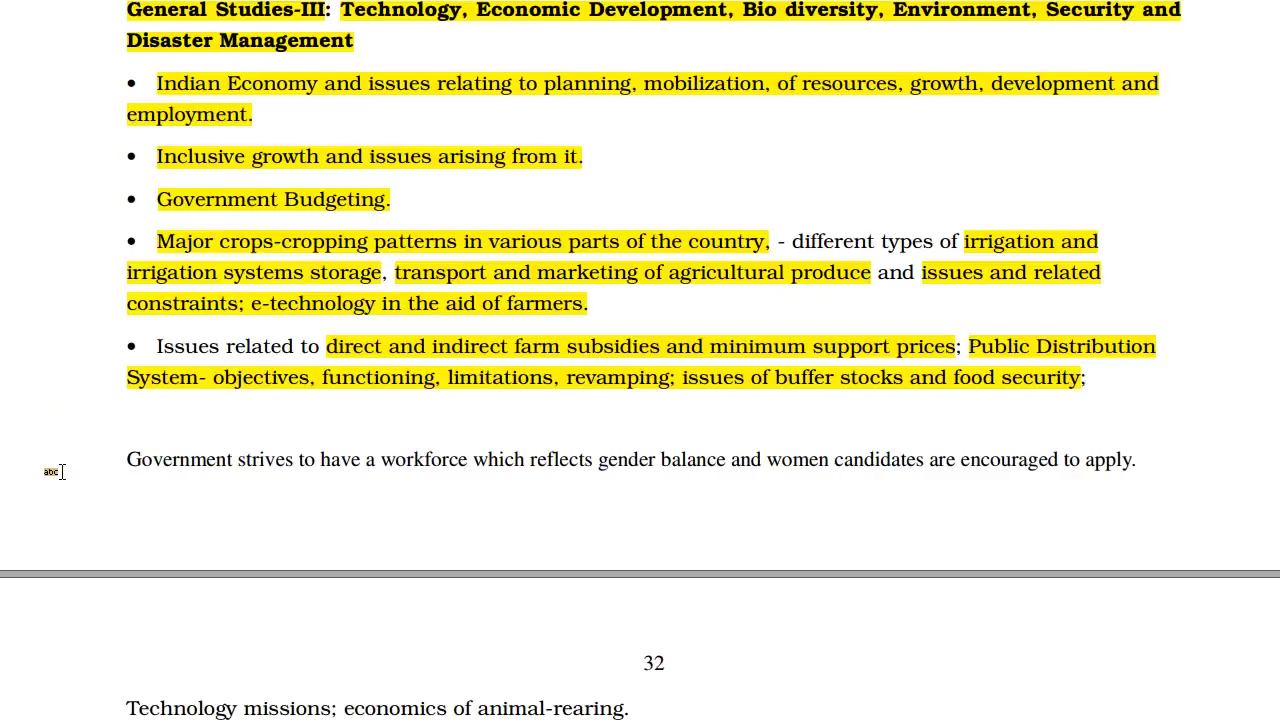 General Studies-III: Technology, Economic Development, Bio diversity, Environment, Security and
Disaster Management
• Indian Economy and issues relating to planning, mobilization, of resources, growth, development and
employment.
• Inclusive growth and issues arising from it.
• Government Budgeting.
• Major crops-cropping patterns in various parts of the country, - different types of irrigation and
irrigation systems storage, transport and marketing of agricultural produce and issues and related
constraints; e-technology in the aid of farmers.
• Issues related to direct and indirect farm subsidies and minimum support prices; Public Distribution
System- objectives, functioning, limitations, revamping; issues of buffer stocks and food security;
Government strives to have a workforce which reflects gender balance and women candidates are encouraged to apply.
abc
32
Technology missions; economics of animal-rearing.